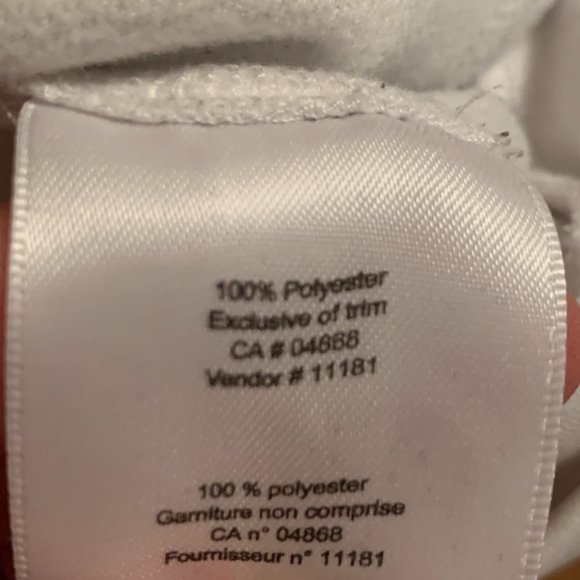 100% Polyester
Exclusive of trim
CA # 04868
Vendor # 11181
100 % polyester
Garniture non comprise
CA n° 04868
Fournisseur n° 11181